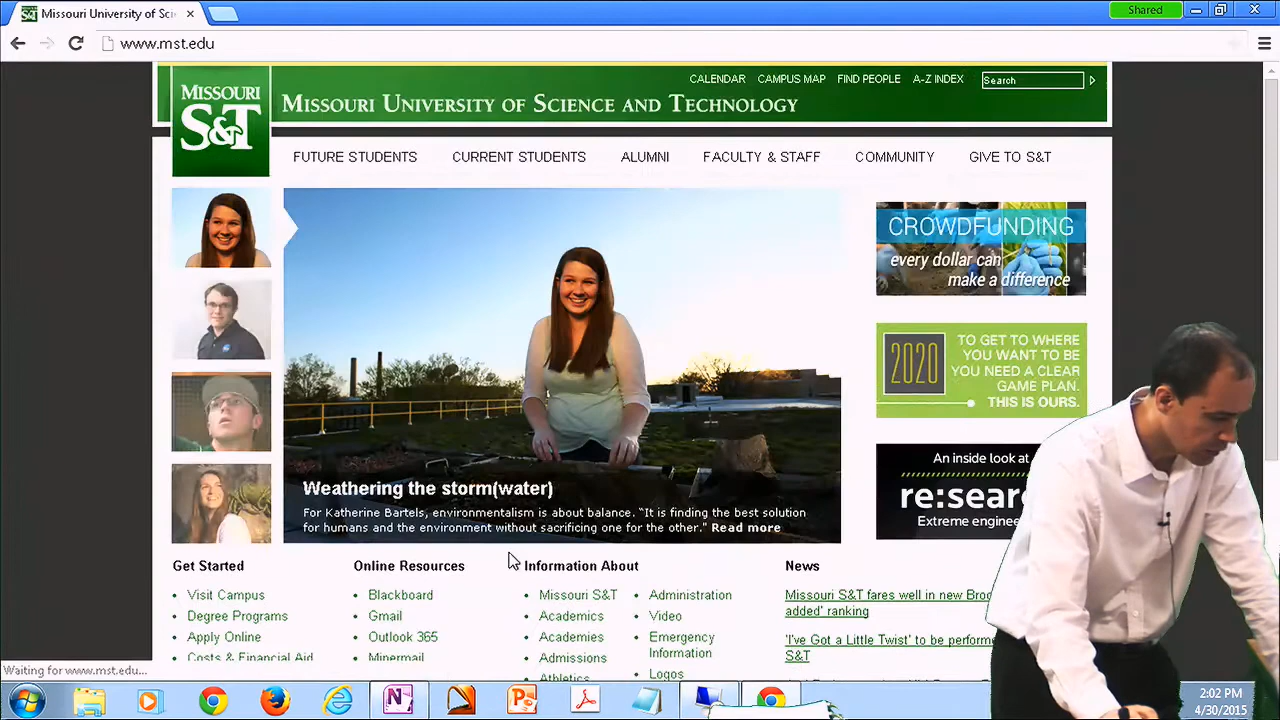 Missouri University of Sci
Shared
www.mst.edu
CALENDAR CAMPUS MAP FIND PEOPLE A-Z INDEX Search
MISSOURI
S&T
MISSOURI UNIVERSITY OF SCIENCE AND TECHNOLOGY
FUTURE STUDENTS CURRENT STUDENTS ALUMNI FACULTY & STAFF COMMUNITY GIVE TO S&T
CROWDFUNDING
every dollar can
make a difference
2020
TO GET TO WHERE
YOU WANT TO BE
YOU NEED A CLEAR
GAME PLAN.
THIS IS OURS.
An inside look at
re:sear
Extreme engine
Weathering the storm(water)
For Katherine Bartels, environmentalism is about balance. “It is finding the best solution
for humans and the environment without sacrificing one for the other.” Read more
Get Started
Visit Campus
Degree Programs
Apply Online
Costs & Financial Aid
Online Resources
Blackboard
Gmail
Outlook 365
Minermail
Information About
Missouri S&T
Academics
Academies
Admissions
Athletics
Administration
Video
Emergency
Information
Logos
News
Missouri S&T fares well in new Broo
added' ranking
'I've Got a Little Twist' to be performe
S&T
Waiting for www.mst.edu...
2:02 PM
4/30/2015